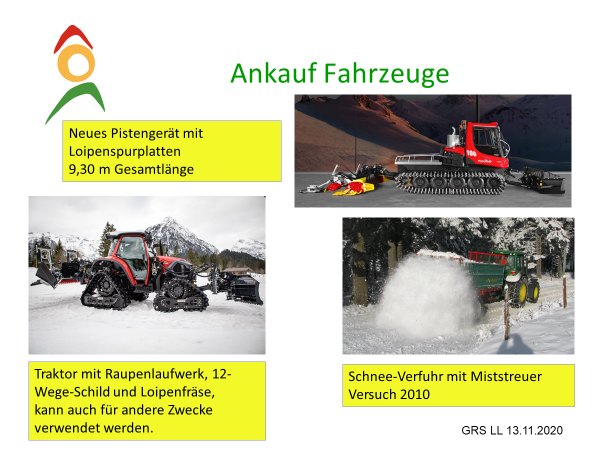 Ankauf Fahrzeuge
Neues Pistengerät mit
Loipenspurplatten
9,30 m Gesamtlänge
100
Traktor mit Raupenlaufwerk, 12-
Wege-Schild und Loipenfräse,
kann auch für andere Zwecke
verwendet werden.
Schnee-Verfuhr mit Miststreuer
Versuch 2010
GRS LL 13.11.2020